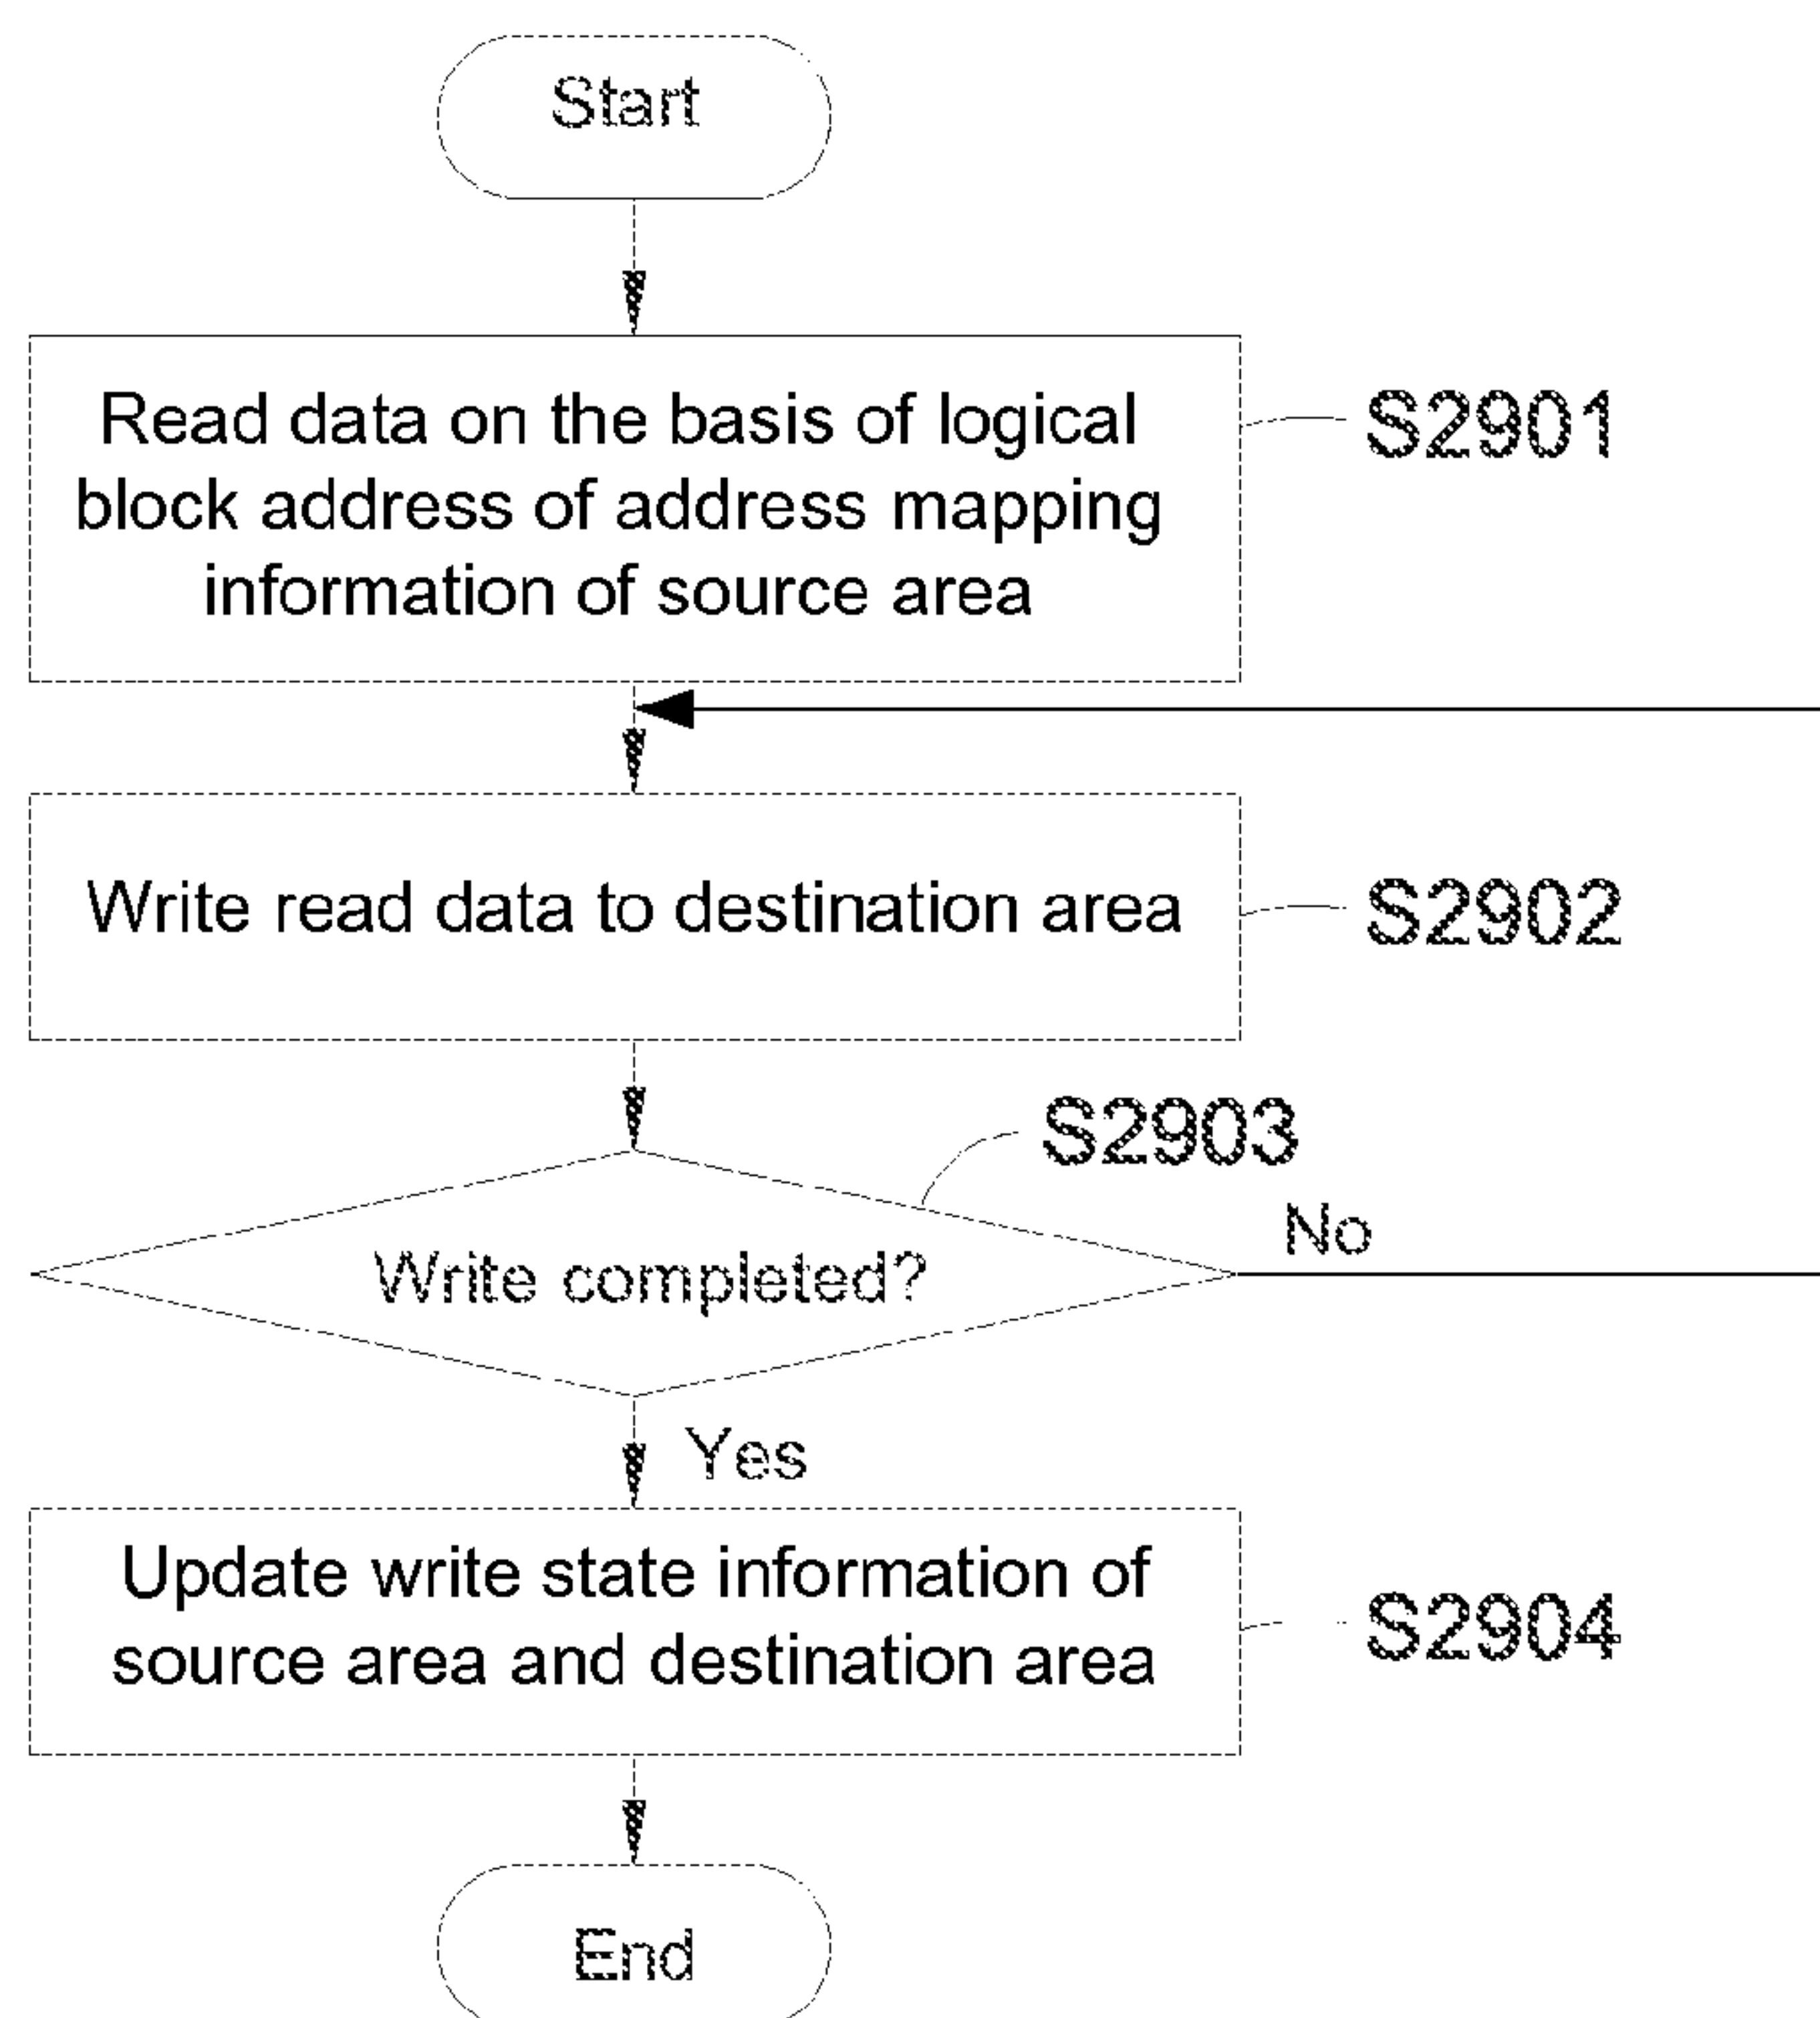 Start
Read data on the basis of logical
block address of address mapping
information of source area
S2901
Write read data to destination area
S2902
S2903
Write completed?
No
Yes
Update write state information of
source area and destination area
S2904
End